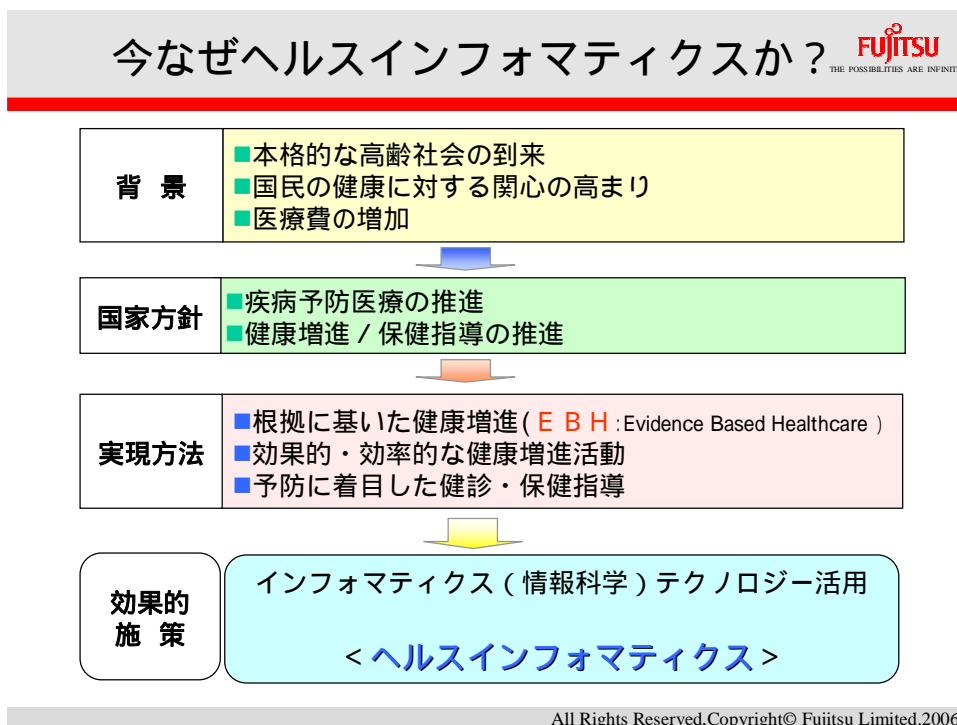 今なぜヘルスインフォマティクスか？
FUJITSU
THE POSSIBILITIES ARE INFINIT
背 景
■本格的な高齢社会の到来
■国民の健康に対する関心の高まり
■医療費の増加
国家方針
■疾病予防医療の推進
■健康増進／保健指導の推進
実現方法
■根拠に基いた健康増進(ＥＢＨ:Evidence Based Healthcare）
■効果的・効率的な健康増進活動
■予防に着目した健診・保健指導
効果的
施 策
インフォマティクス（情報科学）テクノロジー活用
<ヘルスインフォマティクス>
All Rights Reserved,Copyright© Fujitsu Limited,2006